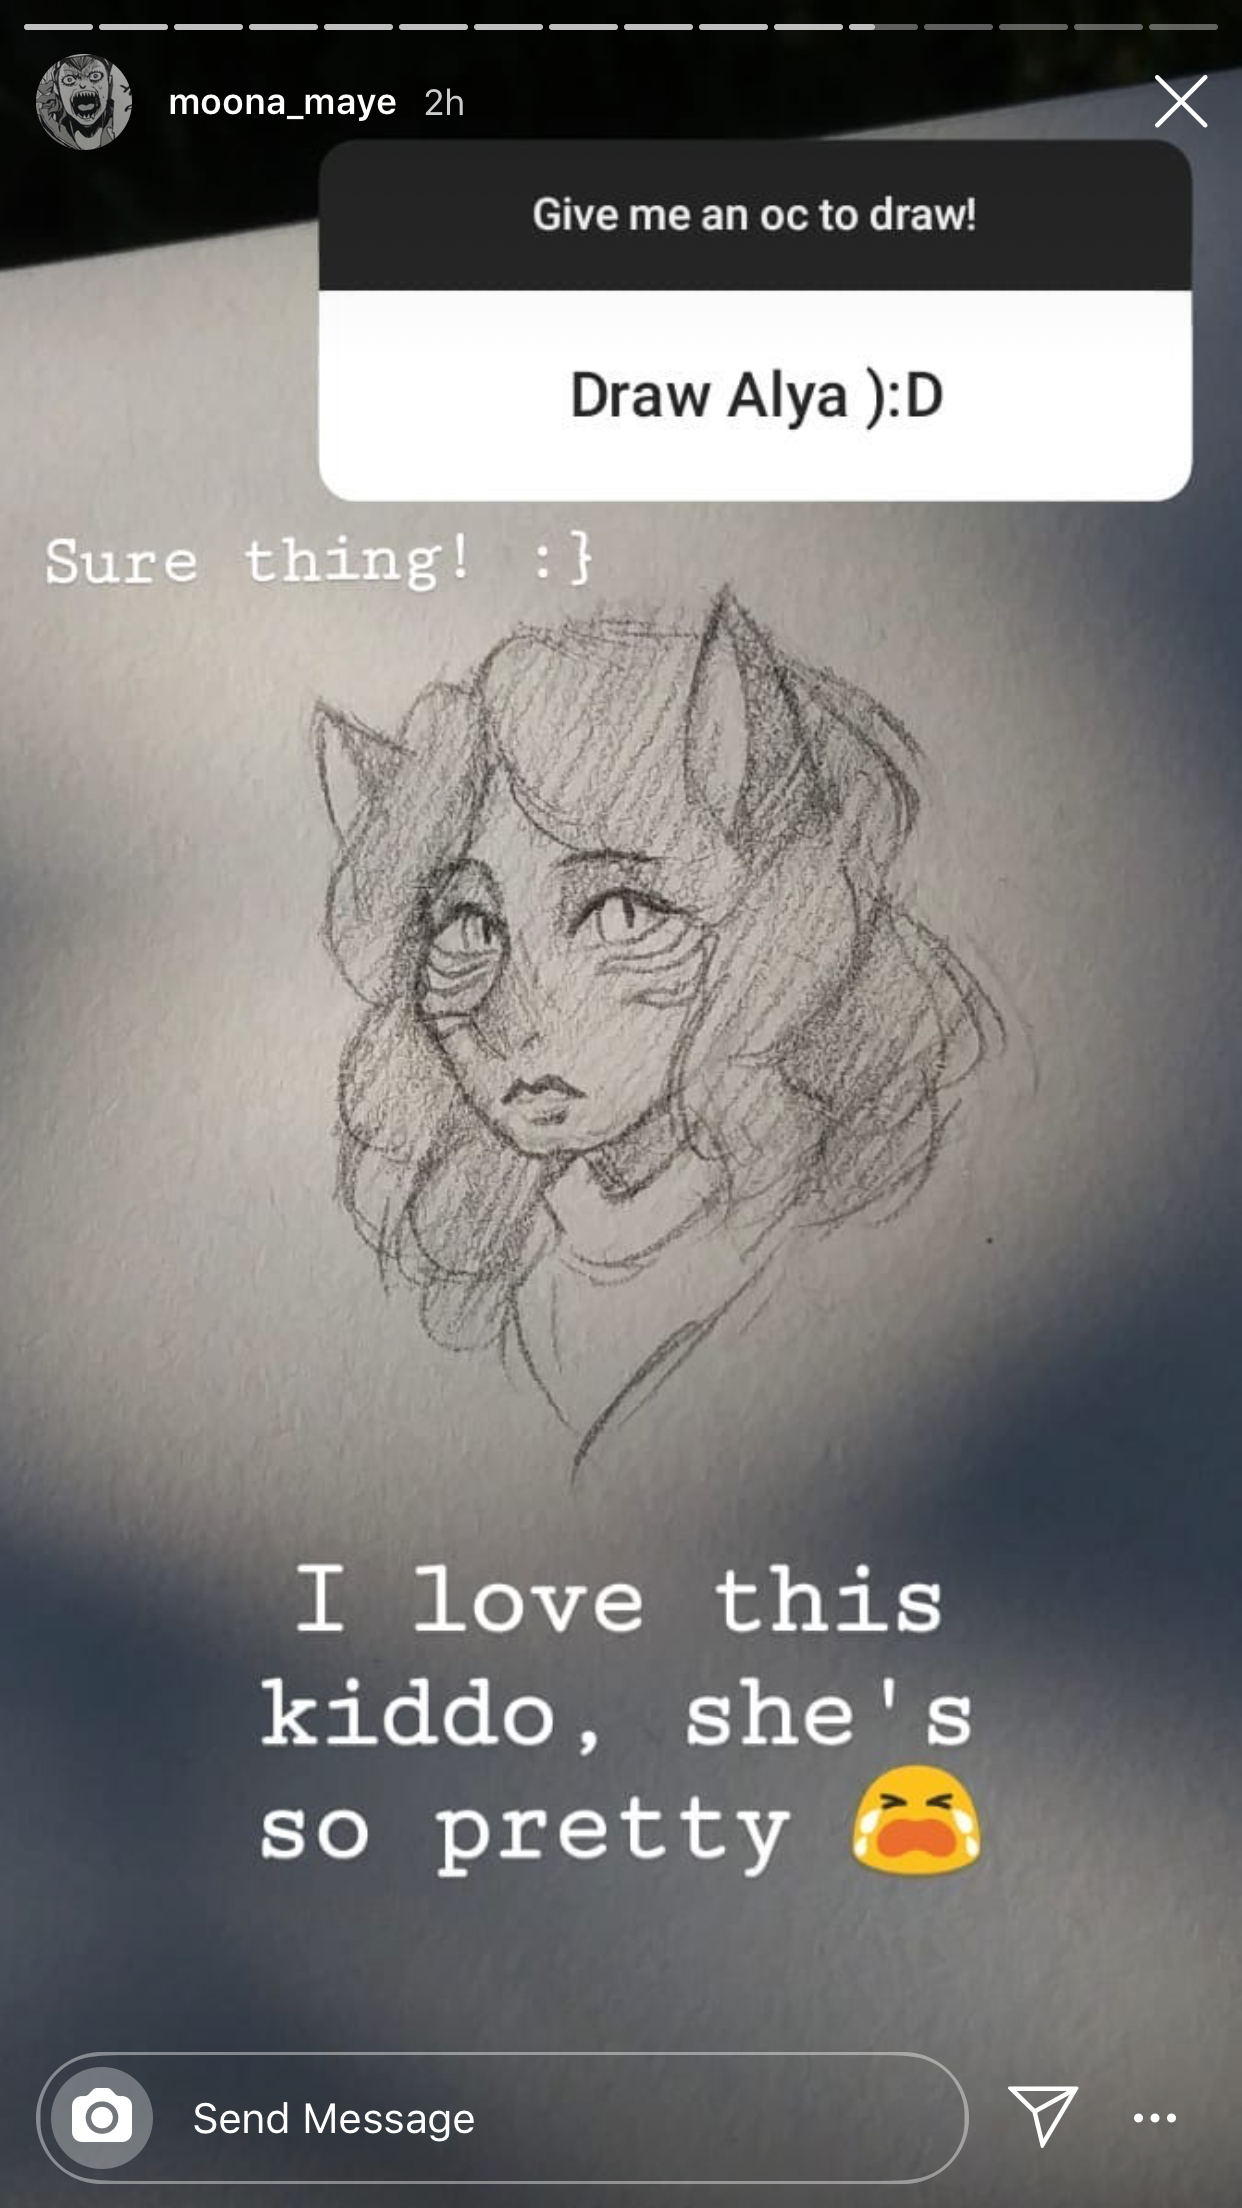 moona_maye 2h
Give me an oc to draw!
Draw Alya ):D
Sure thing! :}
I love this
kiddo, she's
so pretty 😭
Send Message